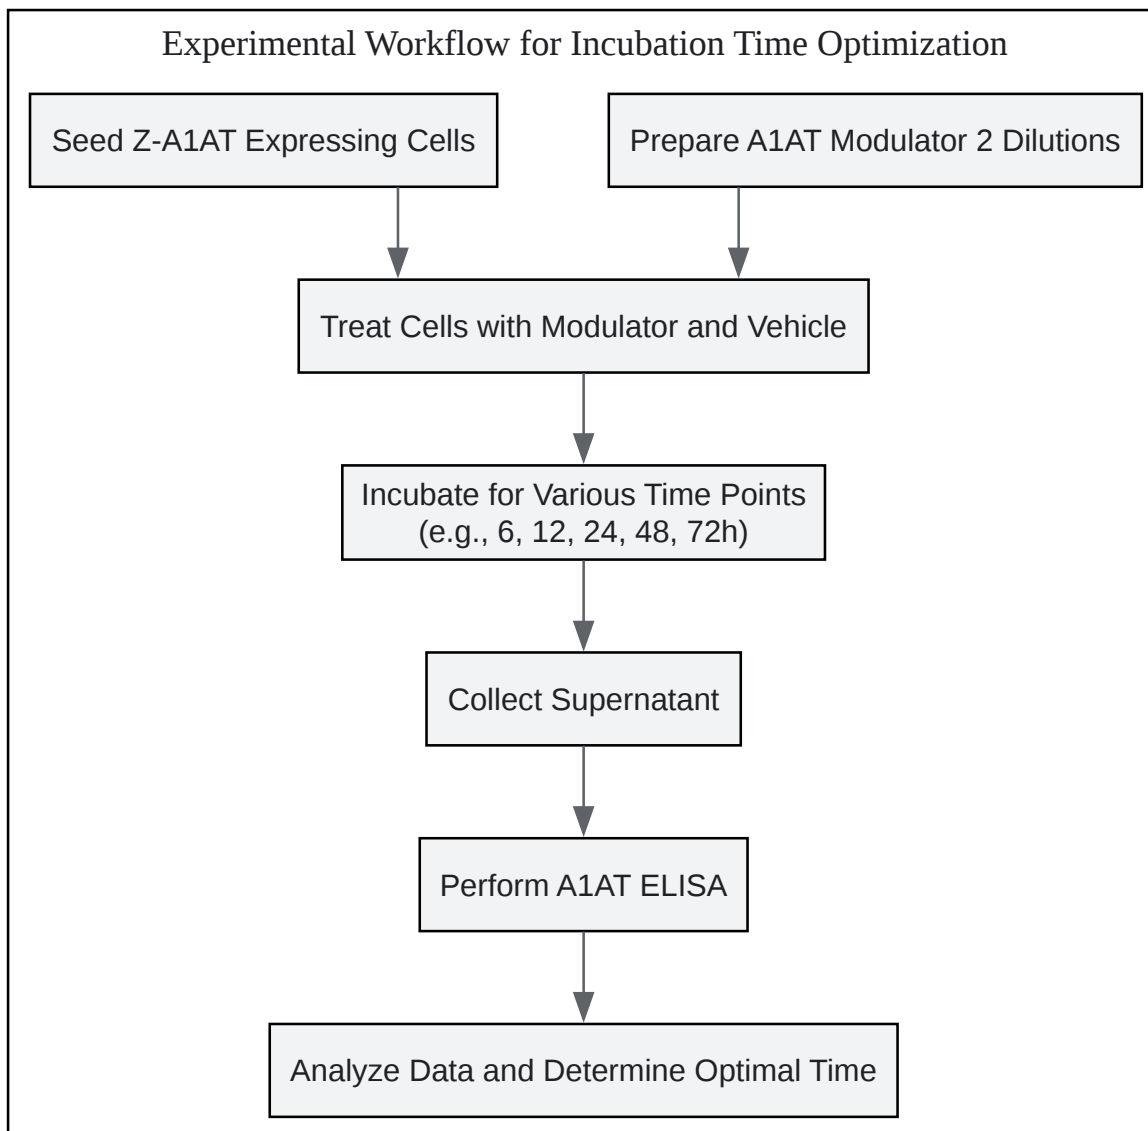 Experimental Workflow for Incubation Time Optimization
Seed Z-A1AT Expressing Cells
Prepare A1AT Modulator 2 Dilutions
Treat Cells with Modulator and Vehicle
Incubate for Various Time Points
(e.g., 6, 12, 24, 48, 72h)
Collect Supernatant
Perform A1AT ELISA
Analyze Data and Determine Optimal Time